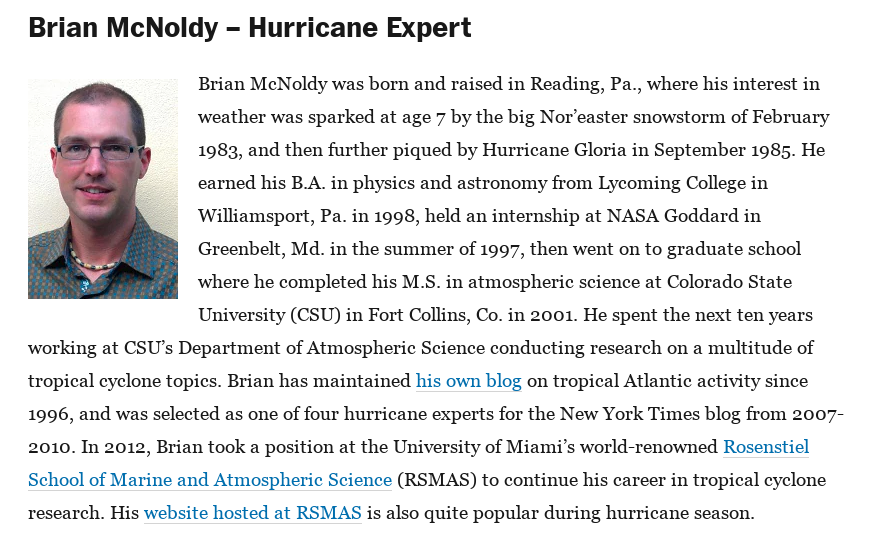 Brian McNoldy – Hurricane Expert
Brian McNoldy was born and raised in Reading, Pa., where his interest in
weather was sparked at age 7 by the big Nor’easter snowstorm of February
1983, and then further piqued by Hurricane Gloria in September 1985. He
earned his B.A. in physics and astronomy from Lycoming College in
Williamsport, Pa. in 1998, held an internship at NASA Goddard in
Greenbelt, Md. in the summer of 1997, then went on to graduate school
where he completed his M.S. in atmospheric science at Colorado State
University (CSU) in Fort Collins, Co. in 2001. He spent the next ten years
working at CSU’s Department of Atmospheric Science conducting research on a multitude of
tropical cyclone topics. Brian has maintained his own blog on tropical Atlantic activity since
1996, and was selected as one of four hurricane experts for the New York Times blog from 2007-
2010. In 2012, Brian took a position at the University of Miami’s world-renowned Rosenstiel
School of Marine and Atmospheric Science (RSMAS) to continue his career in tropical cyclone
research. His website hosted at RSMAS is also quite popular during hurricane season.